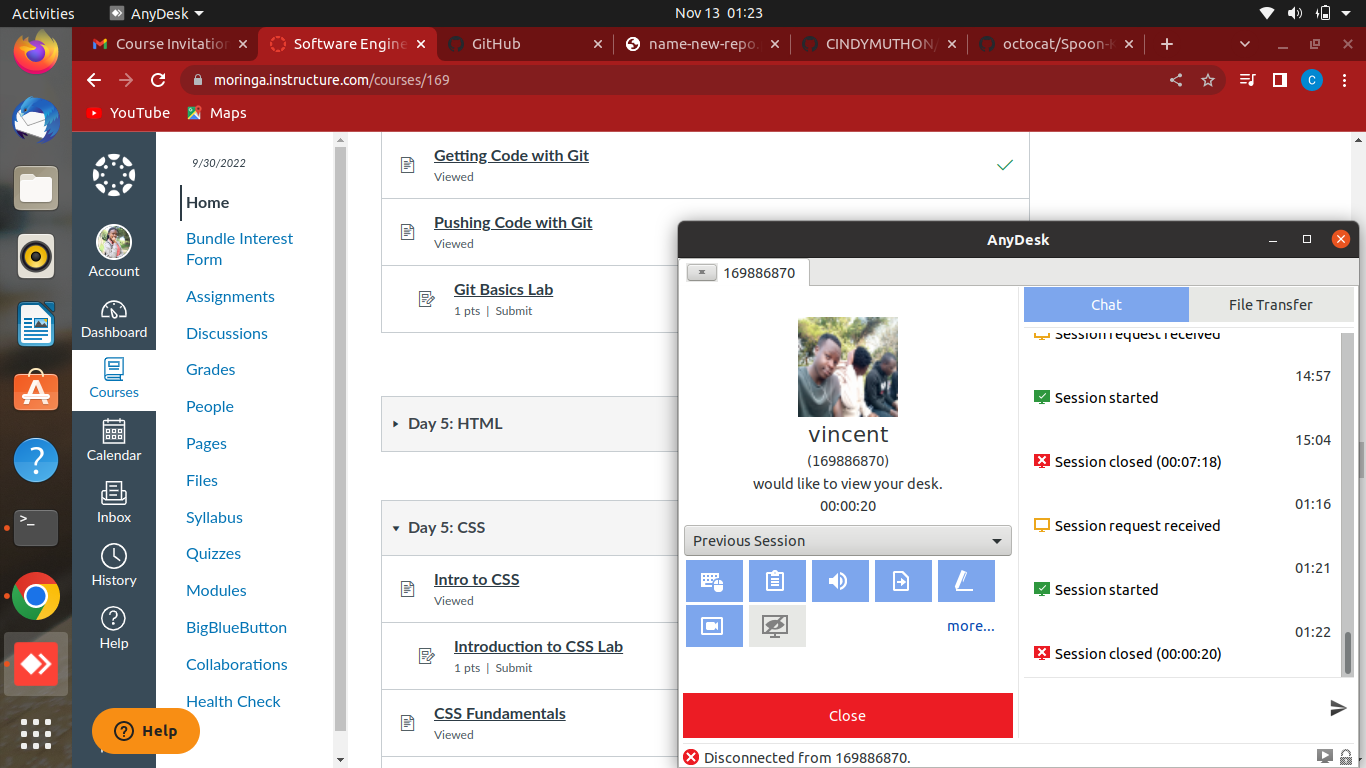 Activities
AnyDesk
Nov 13 01:23
Course Invitation
Software Engine
GitHub
name-new-repo.
CINDYMUTHON/
octocat/Spoon-K
moringa.instructure.com/courses/169
C
YouTube
Maps
Account
Dashboard
Courses
Calendar
Inbox
History
Help
9/30/2022
Home
Bundle Interest
Form
Assignments
Discussions
Grades
People
Pages
Files
Syllabus
Quizzes
Modules
BigBlueButton
Collaborations
Health Check
Help
Getting Code with Git
Viewed
Pushing Code with Git
Viewed
Git Basics Lab
1 pts | Submit
Day 5: HTML
Day 5: CSS
Intro to CSS
Viewed
Introduction to CSS Lab
1 pts | Submit
CSS Fundamentals
Viewed
AnyDesk
169886870
vincent
(169886870)
would like to view your desk.
00:00:20
Previous Session
more...
Close
Disconnected from 169886870.
Chat
File Transfer
Session request received
14:57
Session started
15:04
Session closed (00:07:18)
01:16
Session request received
01:21
Session started
01:22
Session closed (00:00:20)